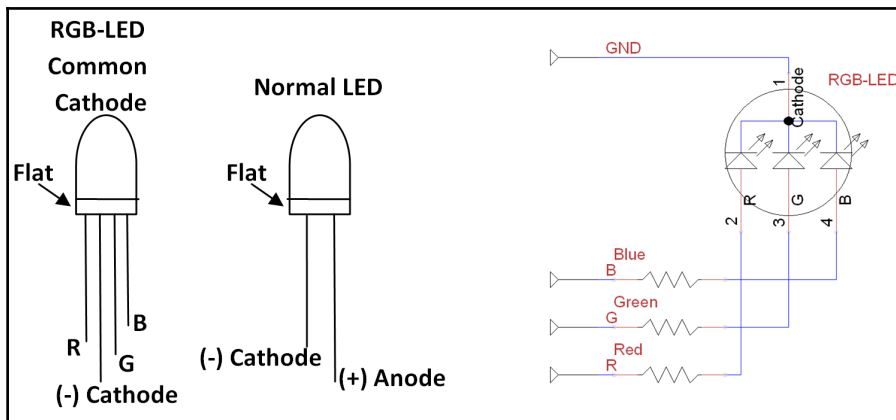 RGB-LED
Common
Cathode
Flat
R
(-) Cathode
G
B
Normal LED
Flat
(-) Cathode
(+) Anode
GND
RGB-LED
1
Cathode
R
G
B
2
3
4
Blue
B
Green
G
Red
R